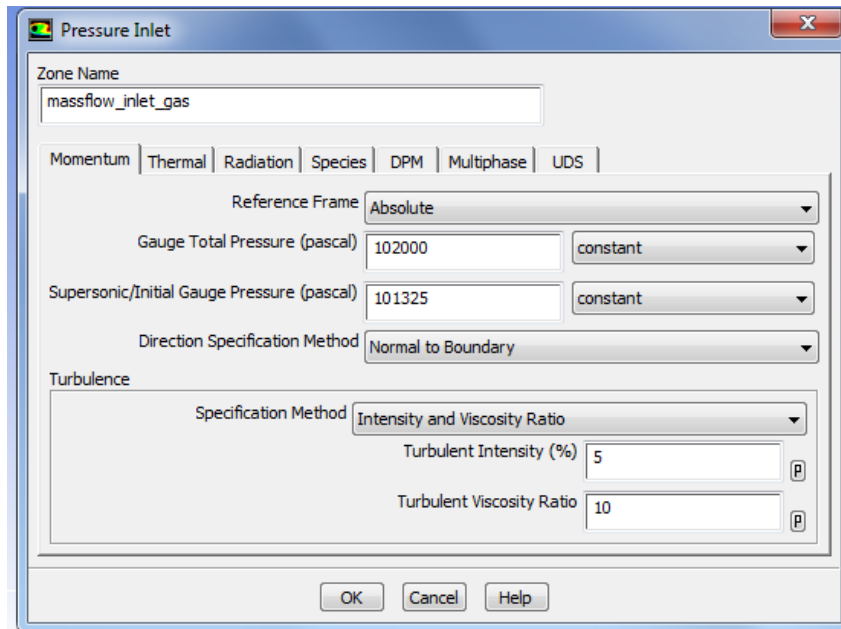 Pressure Inlet
X
Zone Name
massflow_inlet_gas
Momentum Thermal Radiation Species DPM Multiphase UDS
Reference Frame Absolute
Gauge Total Pressure (pascal) 102000 constant
Supersonic/Initial Gauge Pressure (pascal) 101325 constant
Direction Specification Method Normal to Boundary
Turbulence
Specification Method Intensity and Viscosity Ratio
Turbulent Intensity (%) 5 P
Turbulent Viscosity Ratio 10 P
OK Cancel Help